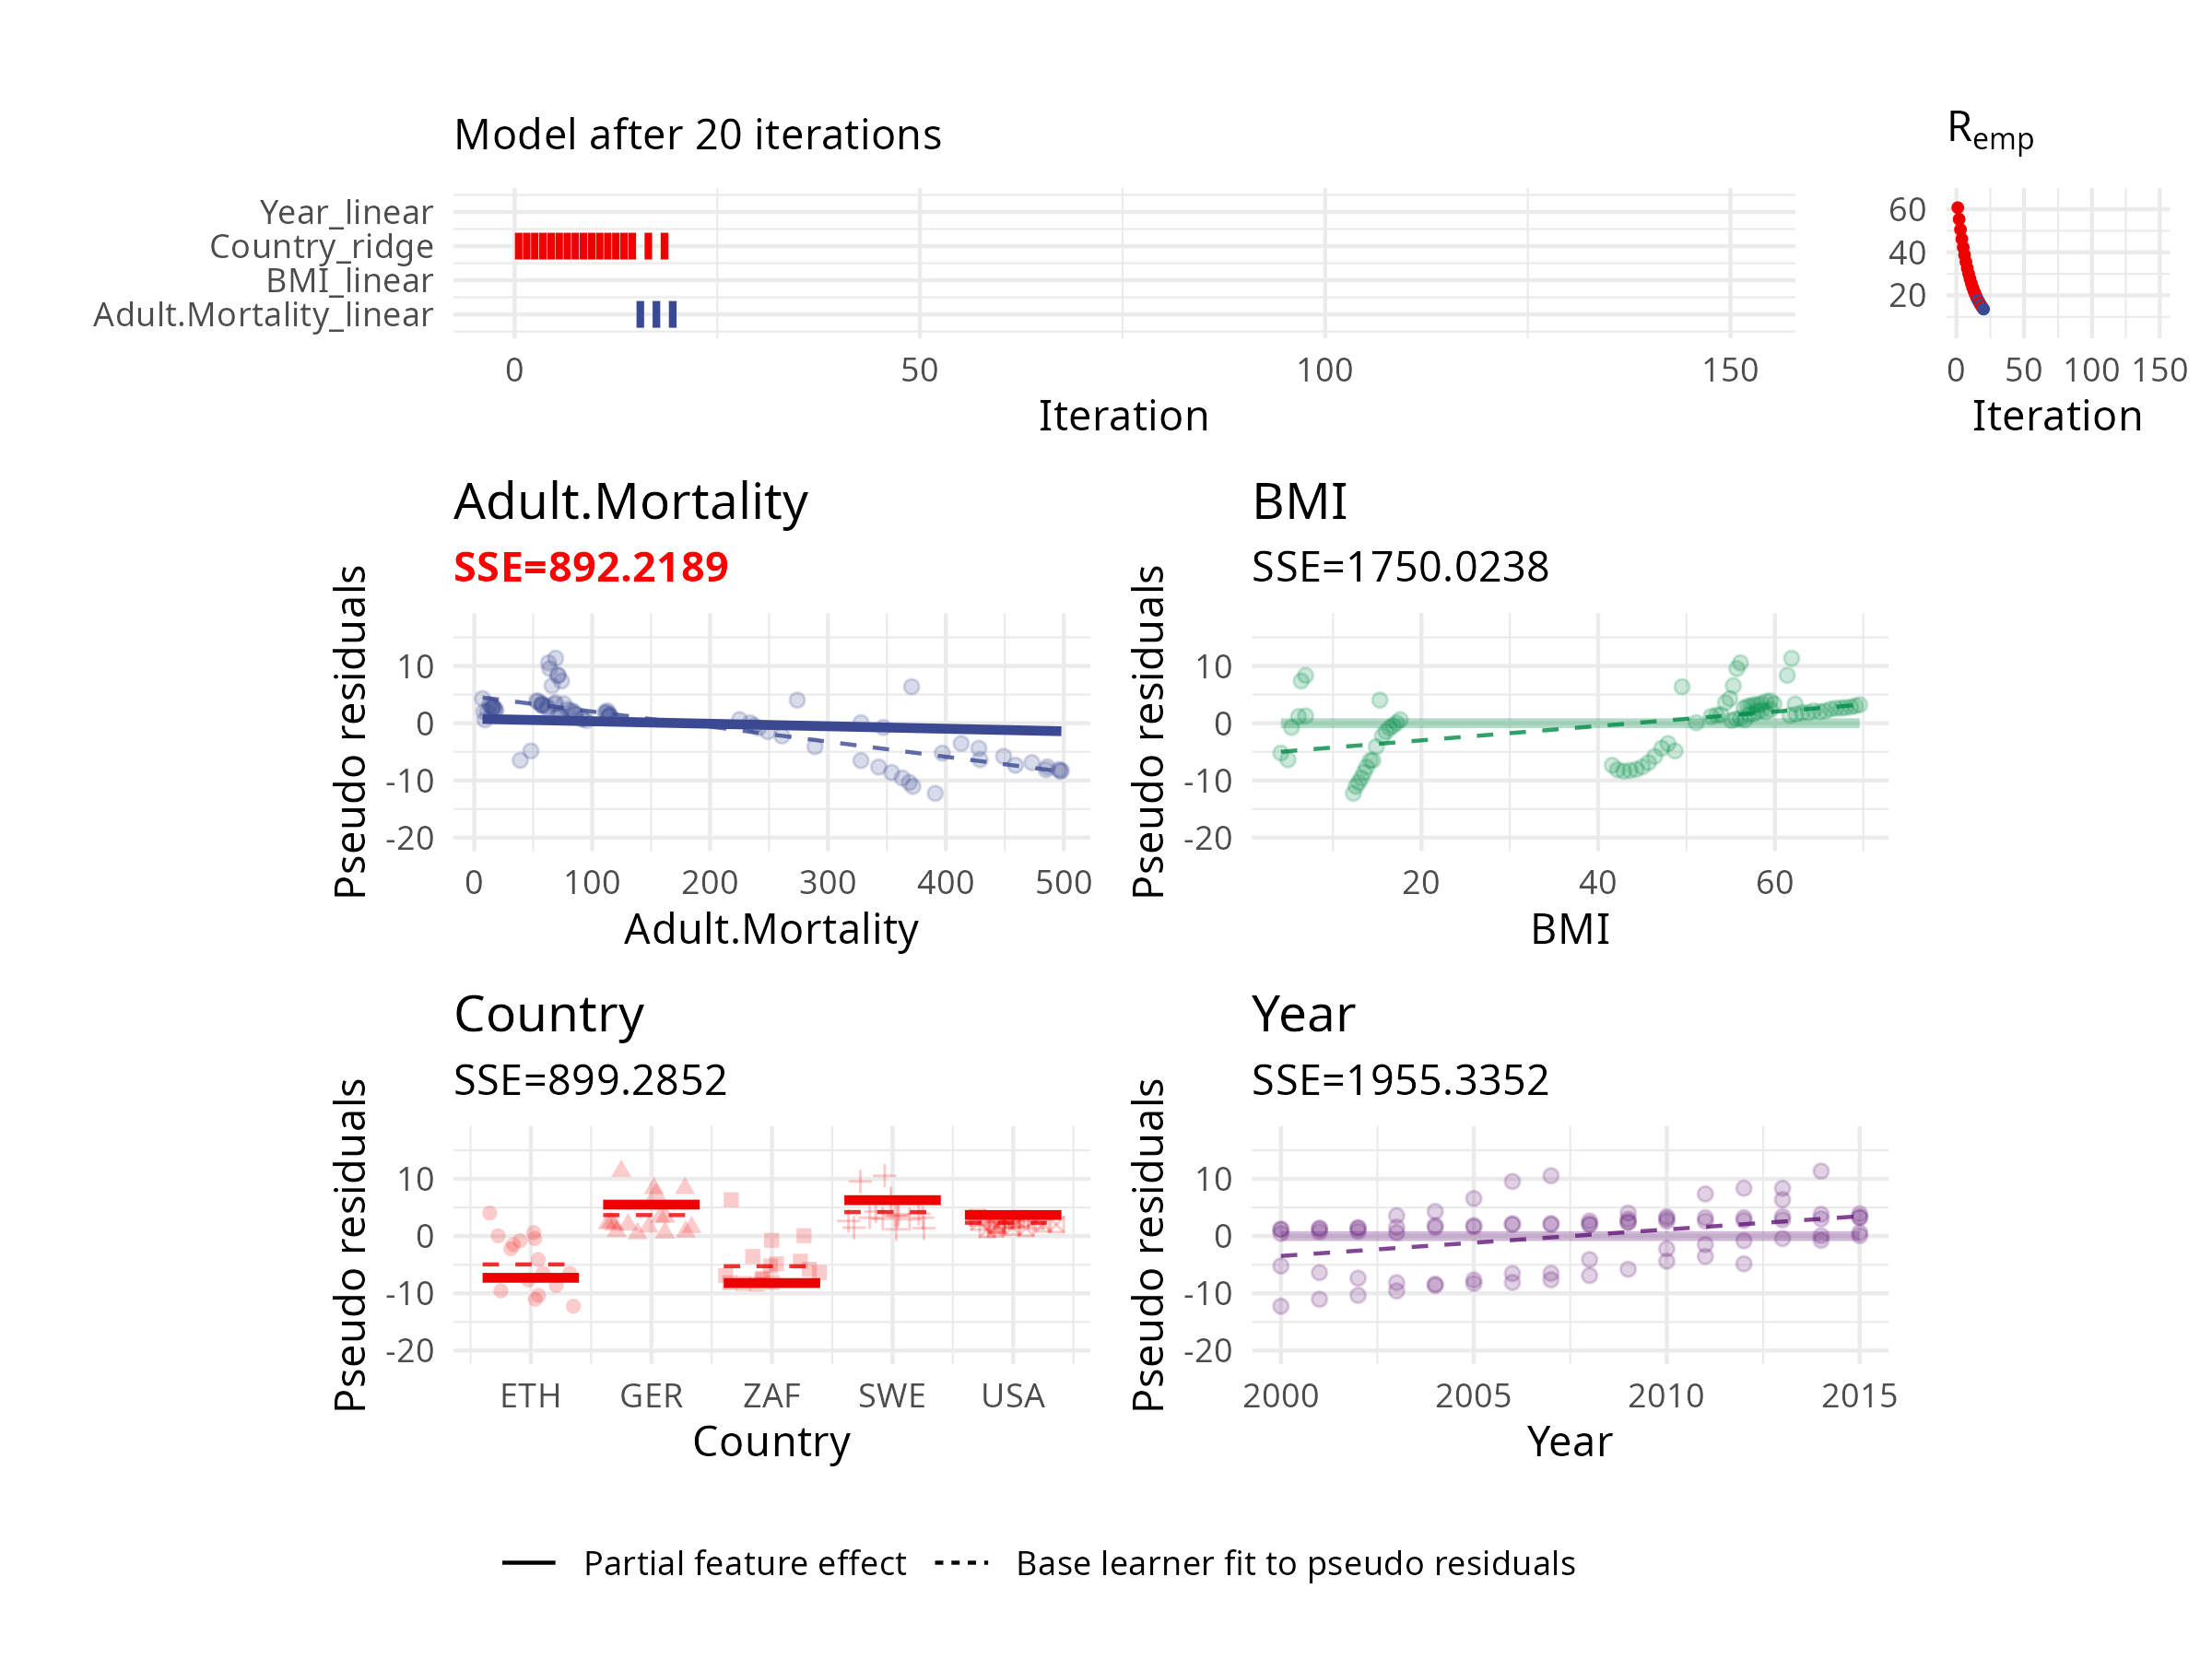 Model after 20 iterations
Year_linear
Country_ridge
BMI_linear
Adult.Mortality_linear
0 50 100 150
Iteration
Remp
60
40
20
0 50 100 150
Iteration
Adult.Mortality
SSE=892.2189
Pseudo residuals
10
0
-10
-20
0 100 200 300 400 500
Adult.Mortality
BMI
SSE=1750.0238
Pseudo residuals
10
0
-10
-20
20 40 60
BMI
Country
SSE=899.2852
Pseudo residuals
10
0
-10
-20
ETH GER ZAF SWE USA
Country
Year
SSE=1955.3352
Pseudo residuals
10
0
-10
-20
2000 2005 2010 2015
Year
Partial feature effect Base learner fit to pseudo residuals